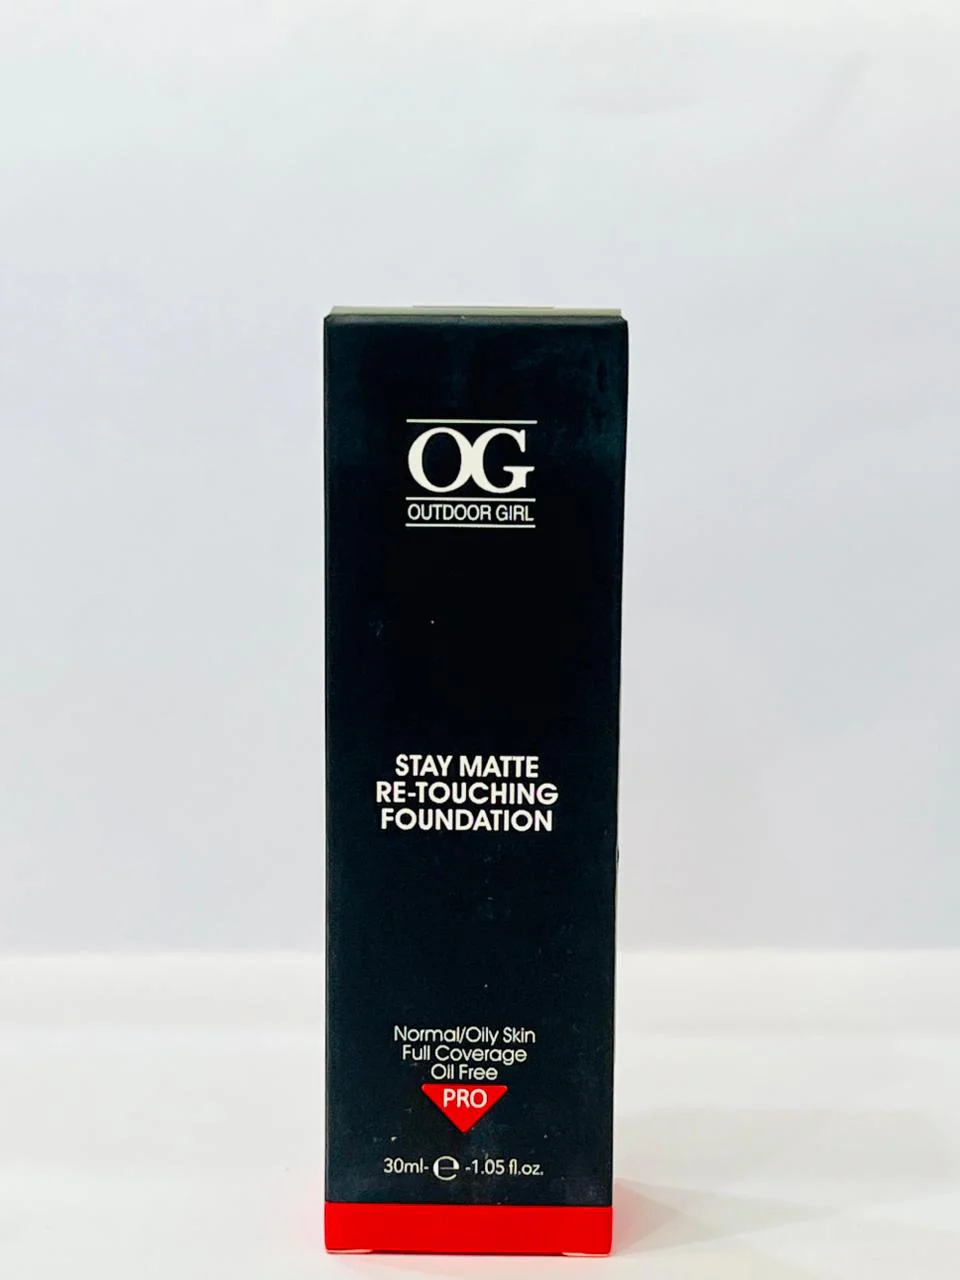 OG
OUTDOOR GIRL
STAY MATTE
RE-TOUCHING
FOUNDATION
Normal/Oily Skin
Full Coverage
Oil Free
PRO
30ml-℮-1.05 fl.oz.